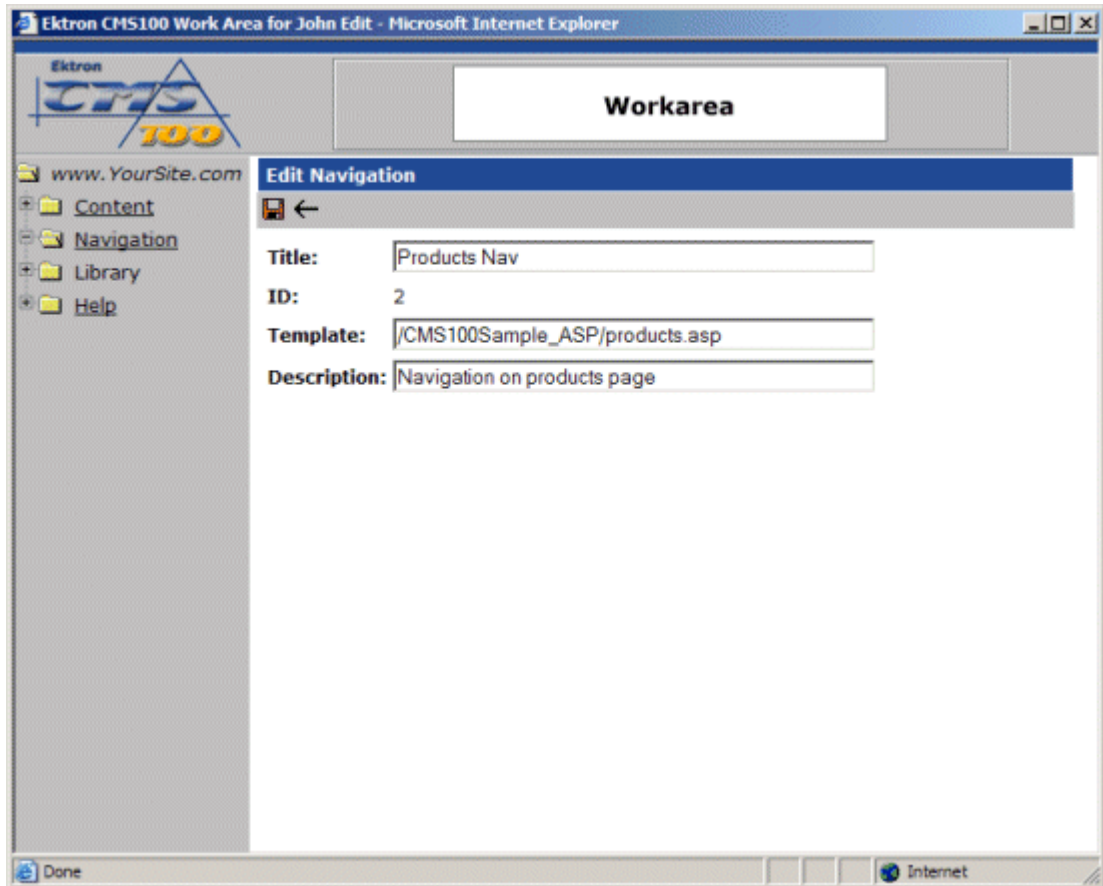 Ektron CMS100 Work Area for John Edit - Microsoft Internet Explorer
Ektron
CMS
100
Workarea
www.YourSite.com
Content
Navigation
Library
Help
Edit Navigation
Title: Products Nav
ID: 2
Template: /CMS100Sample_ASP/products.asp
Description: Navigation on products page
Done
Internet